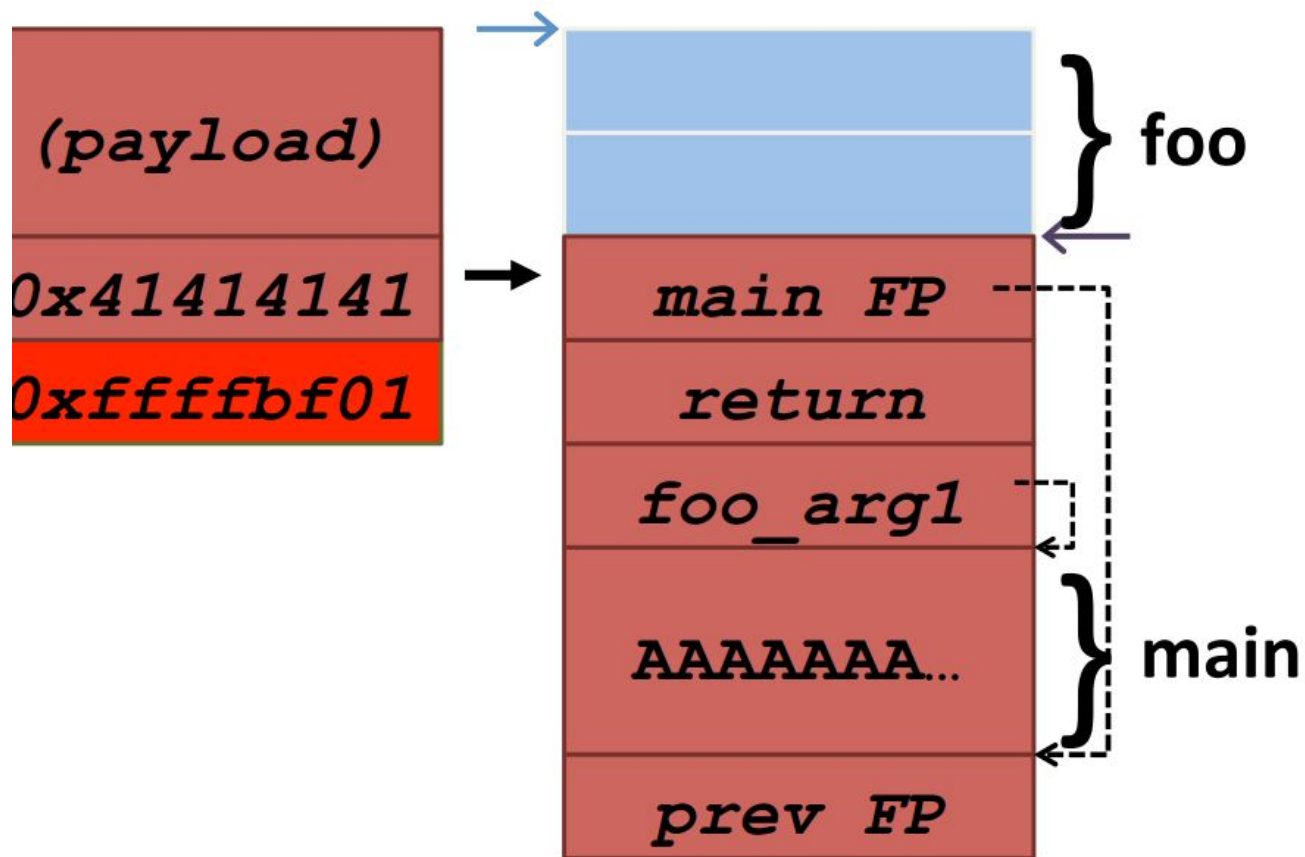 (payload)
0x41414141
0xffffbf01
foo
main FP
return
foo_arg1
AAAAAAA...
main
prev FP